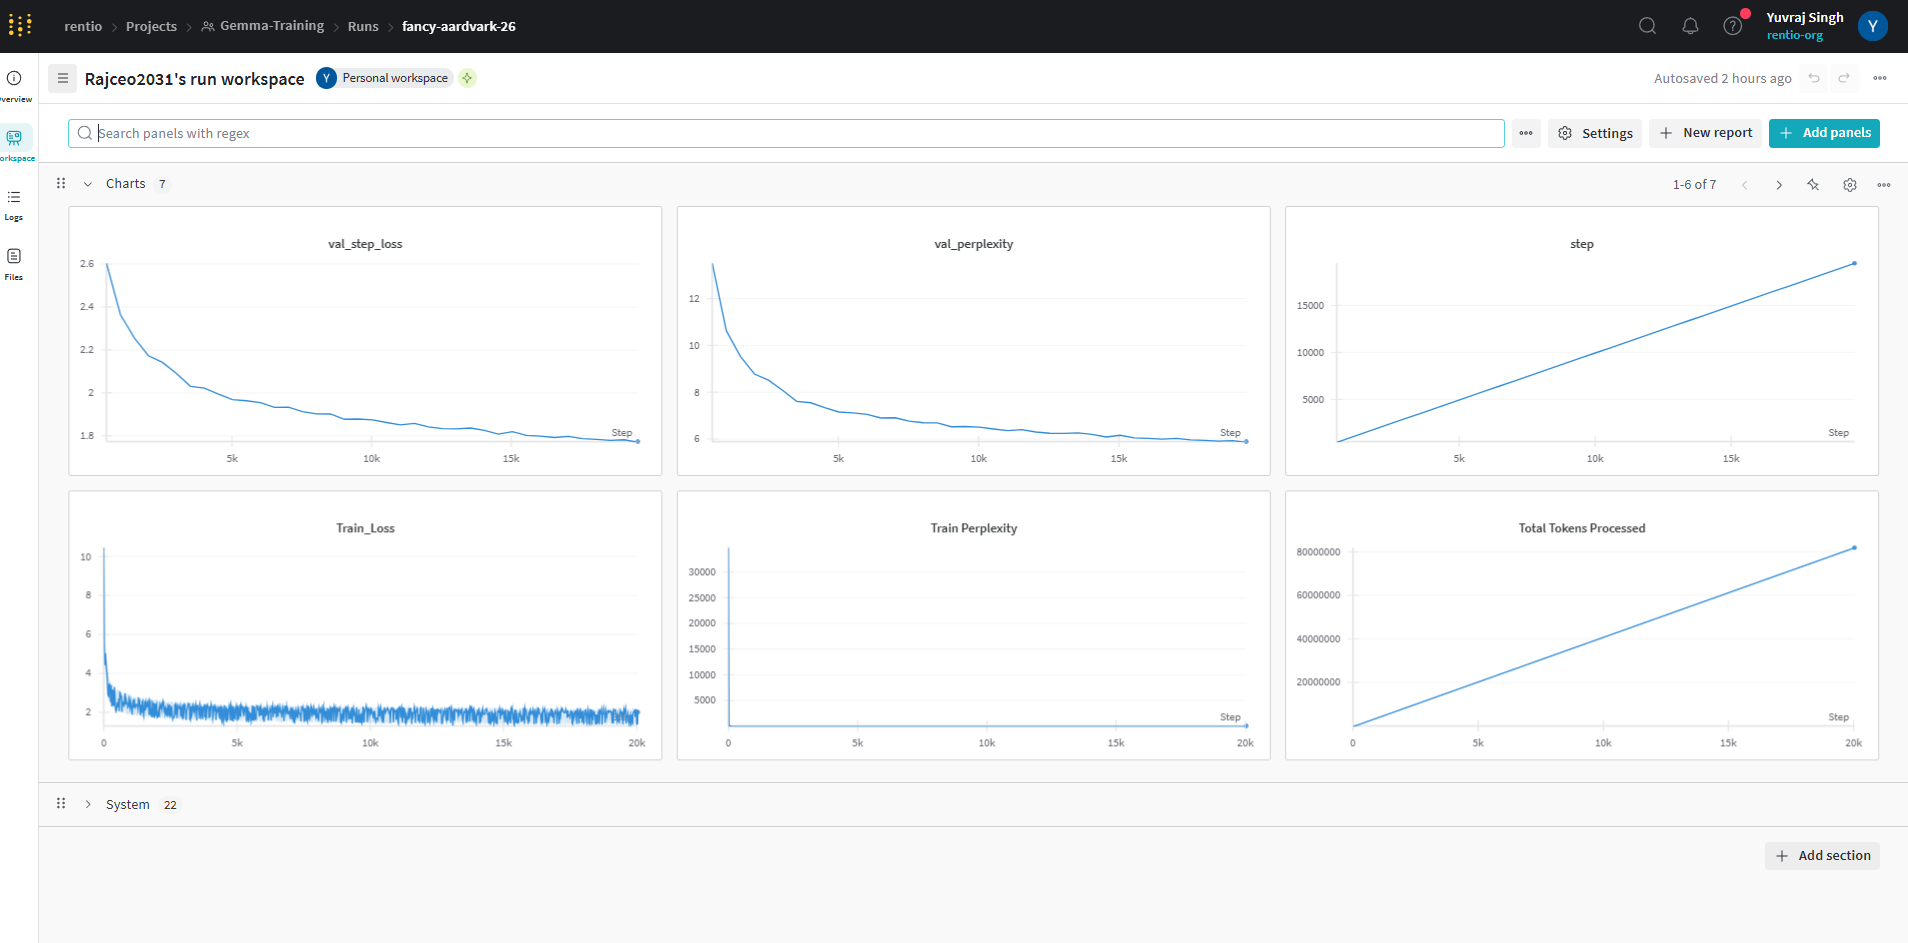 rentio > Projects > Gemma-Training > Runs > fancy-aardvark-26
Yuvraj Singh
rentio-org
Y
verview
orkspace
Logs
Files
Rajceo2031's run workspace
Y Personal workspace
Autosaved 2 hours ago
Search panels with regex
Settings
New report
Add panels
Charts 7
1-6 of 7
val_step_loss
2.6
2.4
2.2
2
1.8
Step
5k 10k 15k
val_perplexity
12
10
8
6
Step
5k 10k 15k
step
15000
10000
5000
Step
5k 10k 15k
Train_Loss
10
8
6
4
2
Step
0 5k 10k 15k 20k
Train Perplexity
30000
25000
20000
15000
10000
5000
Step
0 5k 10k 15k 20k
Total Tokens Processed
80000000
60000000
40000000
20000000
Step
0 5k 10k 15k 20k
System 22
Add section